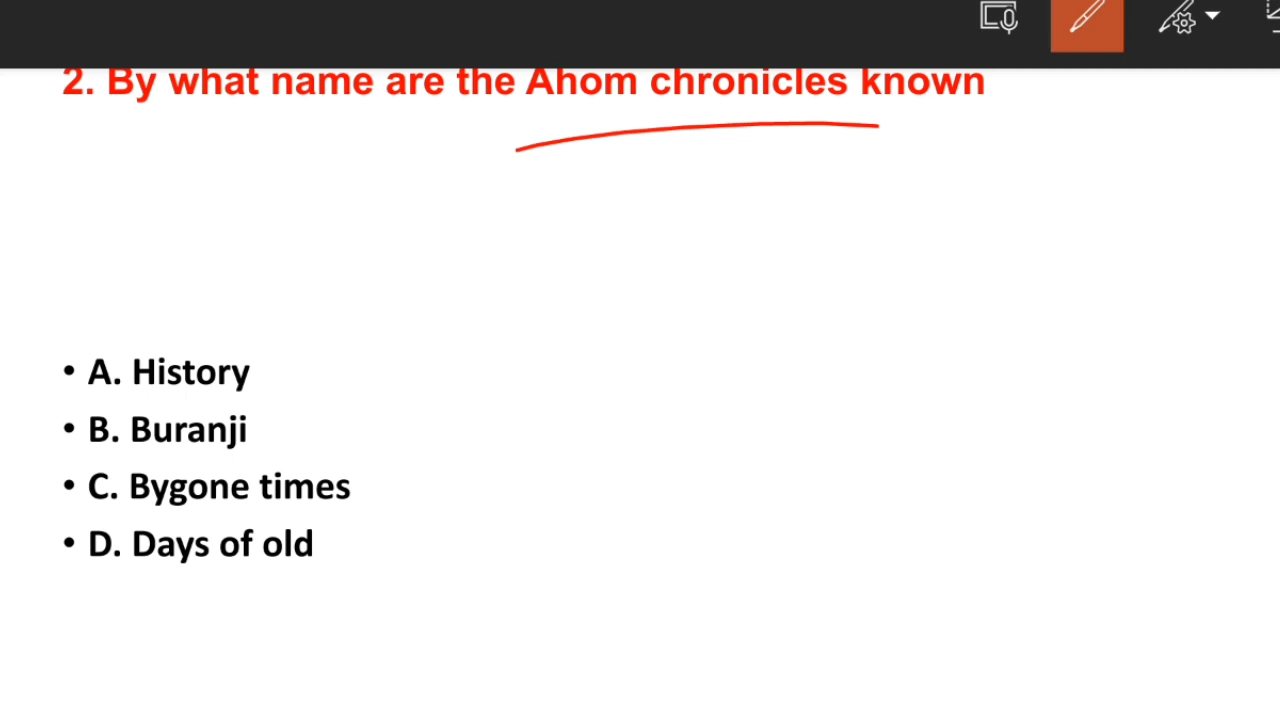 2. By what name are the Ahom chronicles known
• A. History
• B. Buranji
• C. Bygone times
• D. Days of old